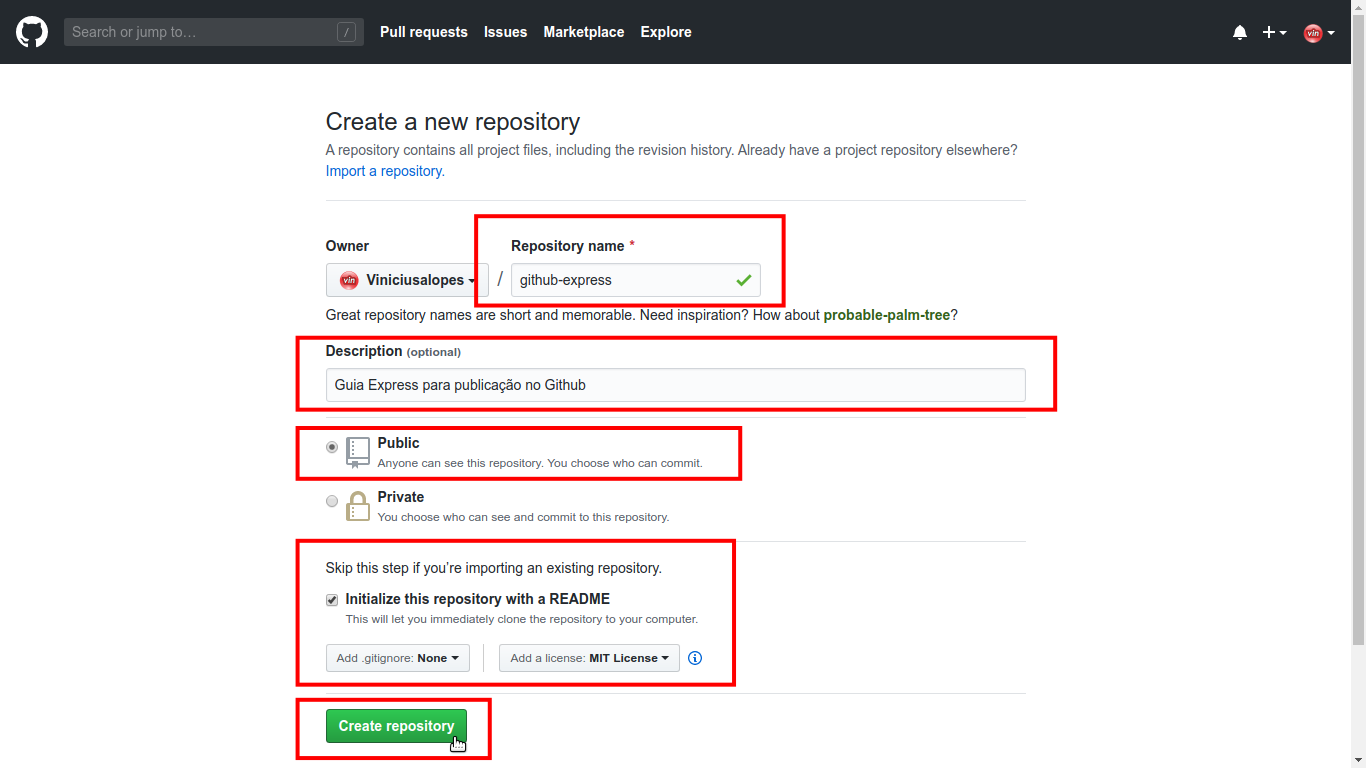 Search or jump to… / Pull requests Issues Marketplace Explore vin
Create a new repository
A repository contains all project files, including the revision history. Already have a project repository elsewhere?
Import a repository.
Owner Repository name *
vin Viniciusalopes / github-express
Great repository names are short and memorable. Need inspiration? How about probable-palm-tree?
Description (optional)
Guia Express para publicação no Github
Public
Anyone can see this repository. You choose who can commit.
Private
You choose who can see and commit to this repository.
Skip this step if you’re importing an existing repository.
Initialize this repository with a README
This will let you immediately clone the repository to your computer.
Add .gitignore: None Add a license: MIT License
Create repository